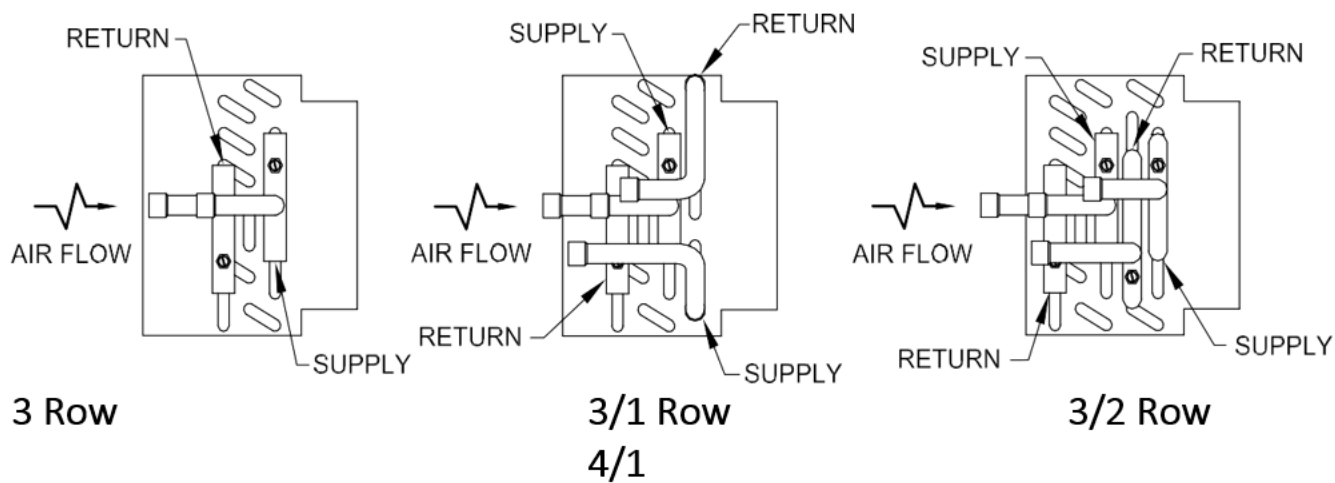 RETURN
AIR FLOW
SUPPLY
3 Row
SUPPLY
RETURN
AIR FLOW
RETURN
SUPPLY
3/1 Row
4/1
SUPPLY
RETURN
AIR FLOW
RETURN
SUPPLY
3/2 Row